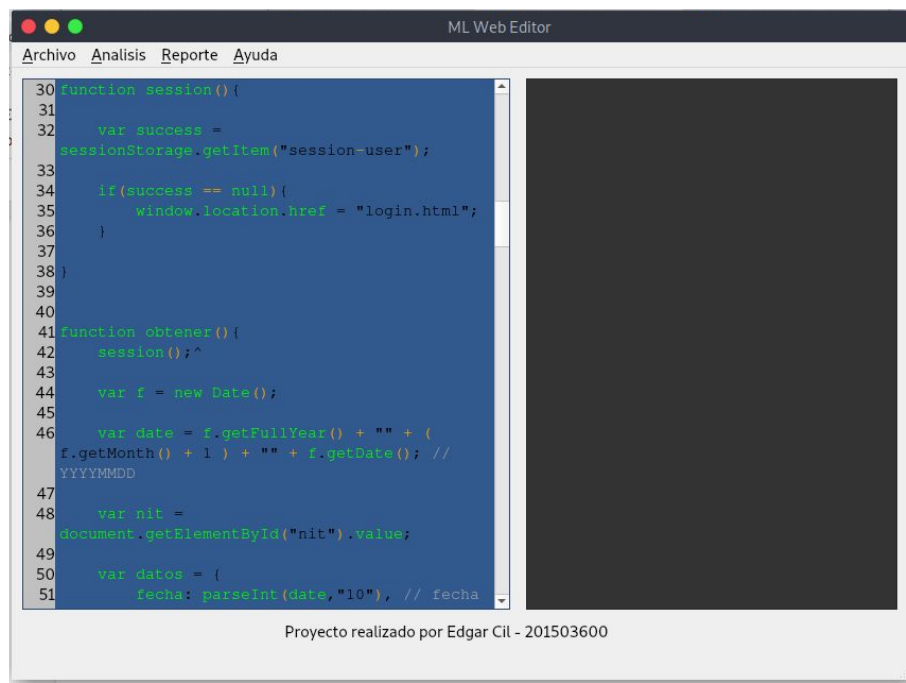 ML Web Editor
Archivo Analisis Reporte Ayuda
30 function session(){
31
32 var success =
sessionStorage.getItem("session-user");
33
34 if(success == null){
35 window.location.href = "login.html";
36 }
37
38 }
39
40
41 function obtener(){
42 session();^
43
44 var f = new Date();
45
46 var date = f.getFullYear() + "" + (
f.getMonth() + 1 ) + "" + f.getDate(); //
YYYYMMDD
47
48 var nit =
document.getElementById("nit").value;
49
50 var datos = {
51 fecha: parseInt(date,"10"), // fecha
Proyecto realizado por Edgar Cil - 201503600